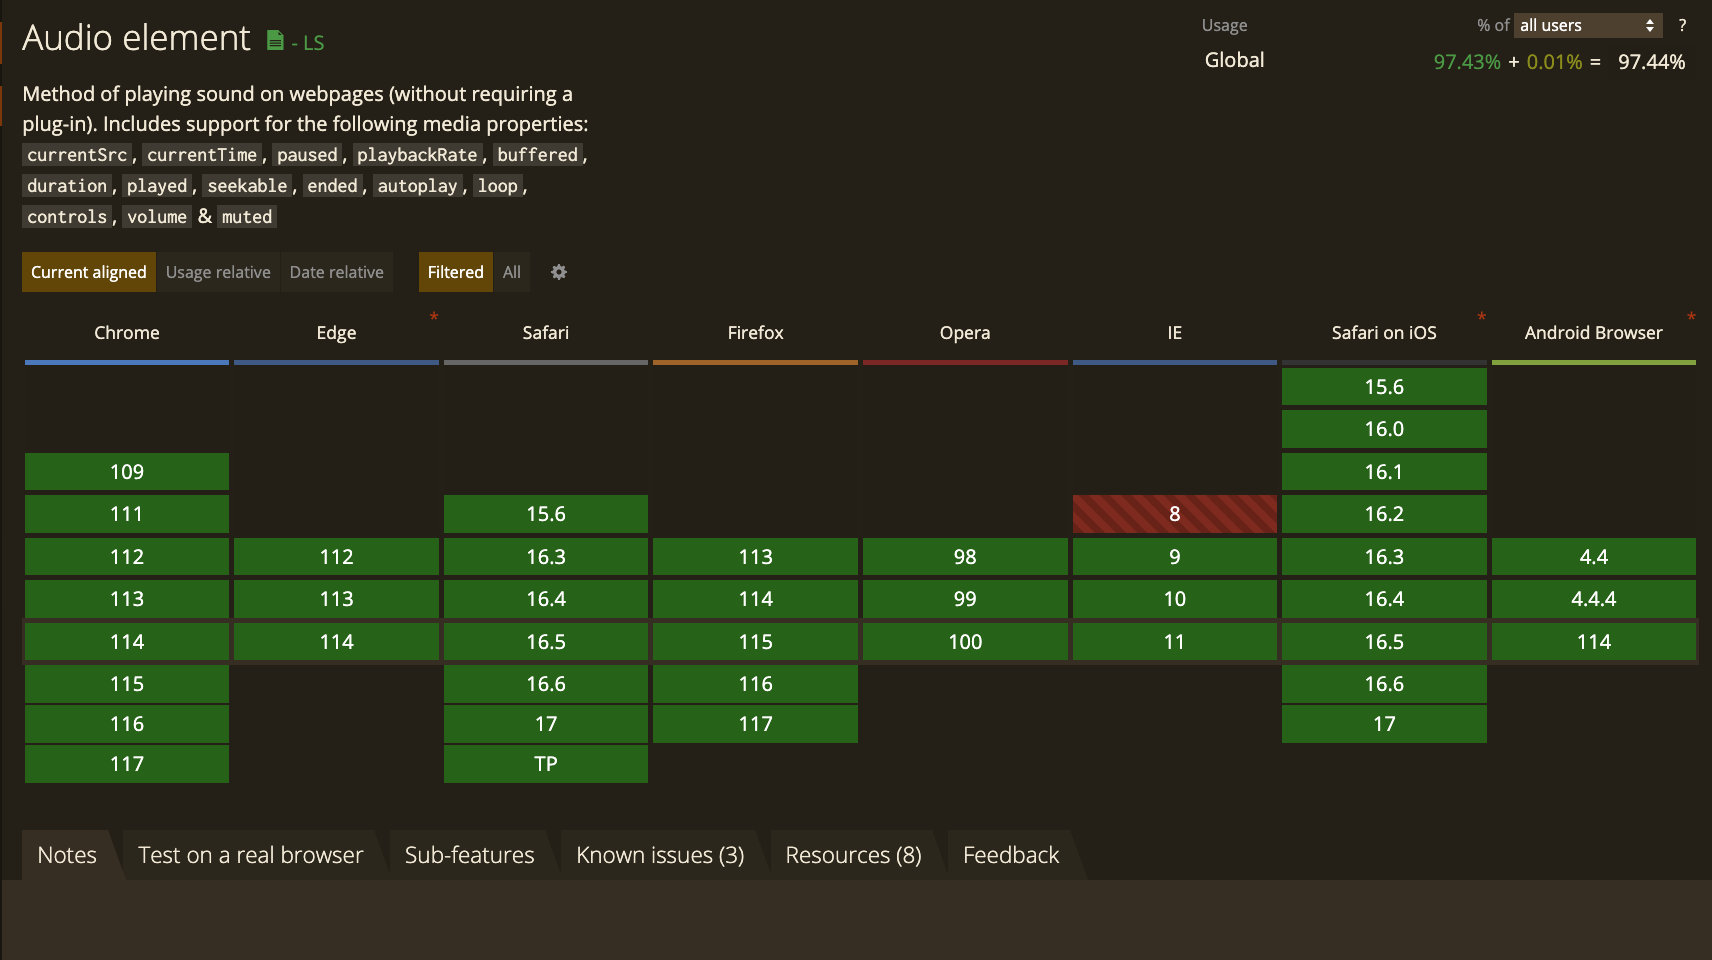 Audio element - LS
Usage % of all users ?
Global 97.43% + 0.01% = 97.44%
Method of playing sound on webpages (without requiring a
plug-in). Includes support for the following media properties:
currentSrc, currentTime, paused, playbackRate, buffered,
duration, played, seekable, ended, autoplay, loop,
controls, volume & muted
Current aligned Usage relative Date relative Filtered All
Chrome Edge * Safari Firefox Opera IE Safari on iOS * Android Browser *
15.6
16.0
109 16.1
111 15.6 8 16.2
112 112 16.3 113 98 9 16.3 4.4
113 113 16.4 114 99 10 16.4 4.4.4
114 114 16.5 115 100 11 16.5 114
115 16.6 116 16.6
116 17 117 17
117 TP
Notes Test on a real browser Sub-features Known issues (3) Resources (8) Feedback